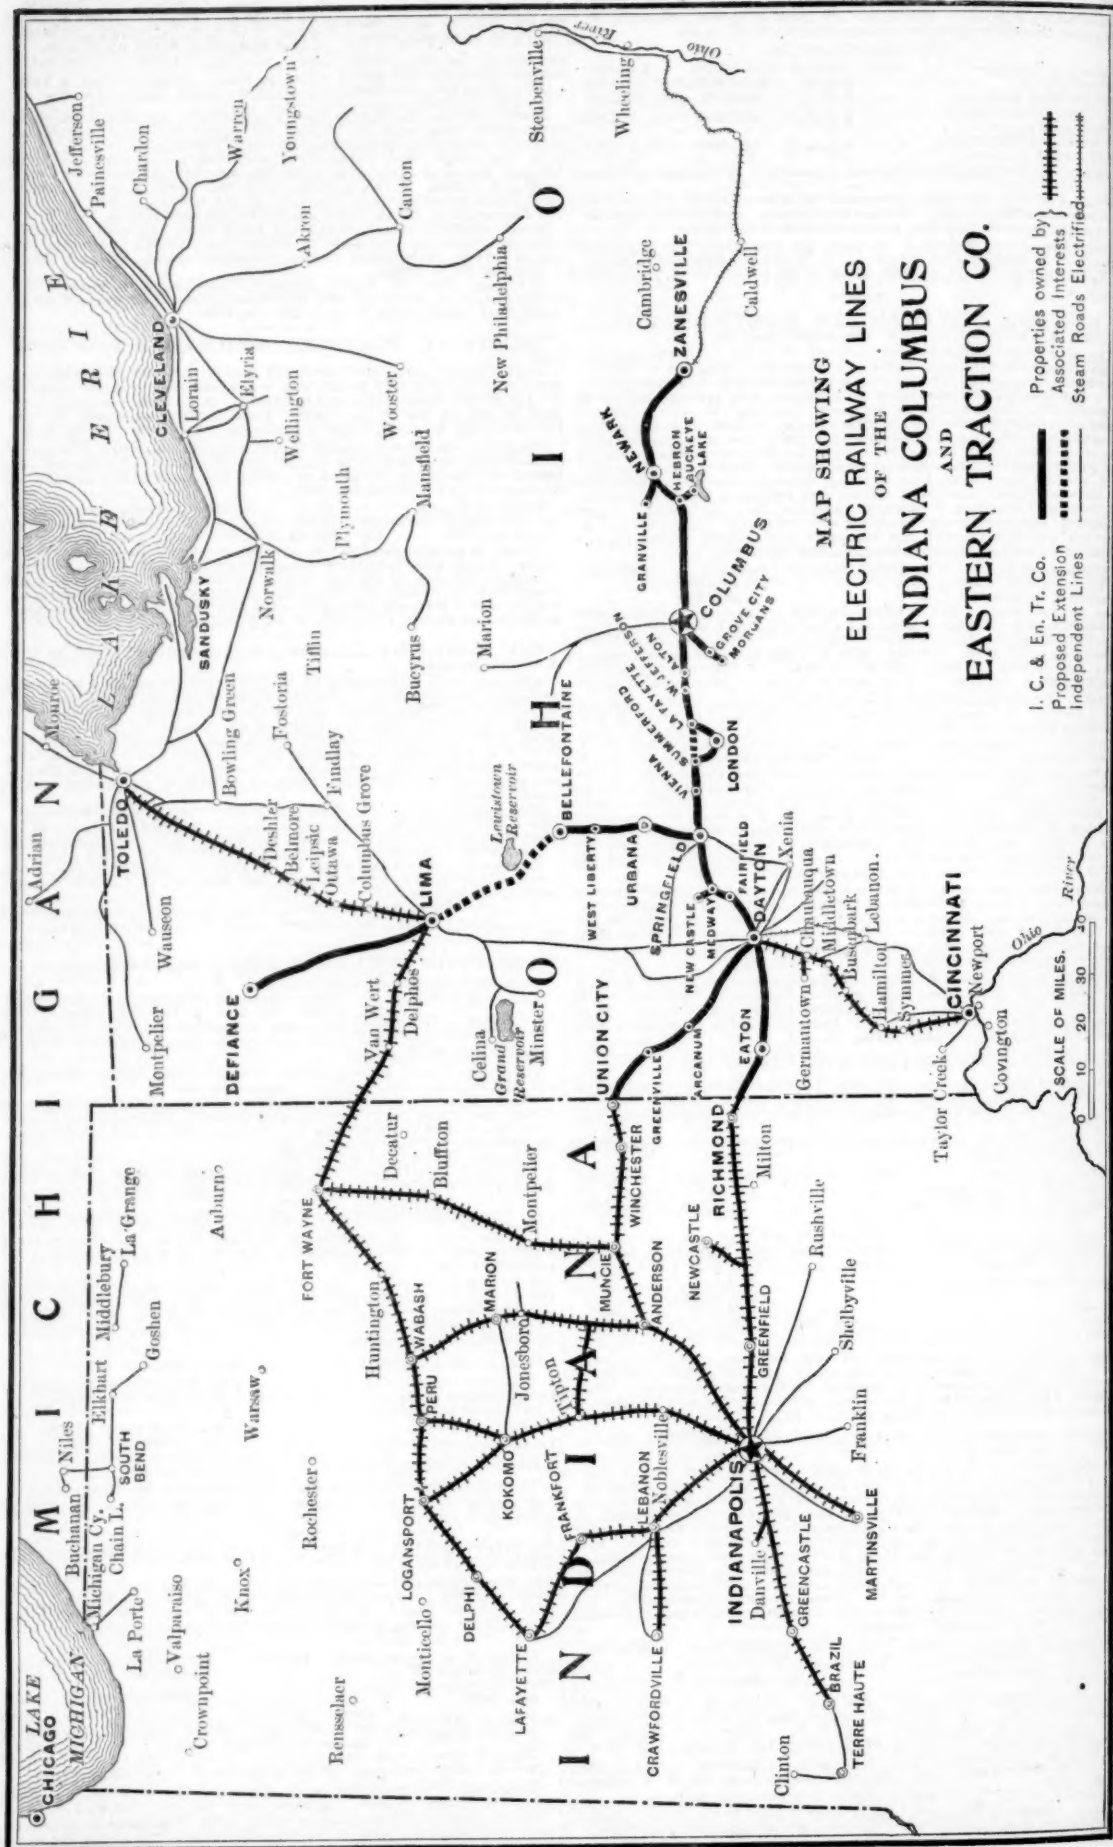 MAP SHOWING
ELECTRIC RAILWAY LINES
OF THE
INDIANA COLUMBUS
AND
EASTERN TRACTION CO.
I. C. & En. Tr. Co.
Proposed Extension
Independent Lines
Properties owned by
Associated Interests
Steam Roads Electrified
SCALE OF MILES.
0 10 20 30 40
MICHIGAN
INDIANA
OHIO
LAKE ERIE
LAKE
MICHIGAN
CHICAGO
Michigan Cy.
Buchanan
Niles
Chain L.
SOUTH
BEND
Elkhart
Middlebury
La Grange
Goshen
La Porte
Valparaiso
Crownpoint
Knox
Warsaw
Auburn
Rochester
Rensselaer
Monticello
FORT WAYNE
Huntington
Decatur
Bluffton
Montpelier
WABASH
PERU
LOGANSPORT
DELPHI
LAFAYETTE
MARION
Jonesboro
KOKOMO
Tipton
FRANKFORT
LEBANON
Noblesville
CRAWFORDVILLE
MUNCIE
ANDERSON
WINCHESTER
UNION CITY
NEWCASTLE
RICHMOND
Milton
GREENFIELD
Rushville
Shelbyville
Franklin
INDIANAPOLIS
Danville
GREENCASTLE
MARTINSVILLE
BRAZIL
TERRE HAUTE
Clinton
Adrian
Monroe
TOLEDO
Wauseon
Montpelier
DEFIANCE
Bowling Green
Fostoria
Findlay
Deshler
Belmore
Leipsic
Ottawa
Columbus Grove
LIMA
Delphos
Van Wert
Celina
Grand
Reservoir
Minster
Lewistown
Reservoir
BELLEFONTAINE
WEST LIBERTY
URBANA
SPRINGFIELD
NEW CASTLE
MEDWAY
FAIRFIELD
DAYTON
Xenia
GREENVILLE
ARCANUM
EATON
Germantown
Chautauqua
Middletown
Busenbark
Lebanon.
Hamilton
Symmes
CINCINNATI
Newport
Covington
Taylor Creek
Ohio
River
VIENNA
SUMMERFORD
LA FAYETTE
W. JEFFERSON
ALTON
LONDON
COLUMBUS
GROVE CITY
MORGANS
GRANVILLE
NEWARK
HEBRON
BUCKEYE
LAKE
ZANESVILLE
Cambridge
Caldwell
Marion
Bucyrus
Mansfield
Tiffin
Norwalk
Plymouth
SANDUSKY
CLEVELAND
Lorain
Elyria
Wellington
Wooster
Painesville
Jefferson
Chardon
Warren
Youngstown
Akron
Canton
New Philadelphia
Steubenville
Wheeling
Ohio
River